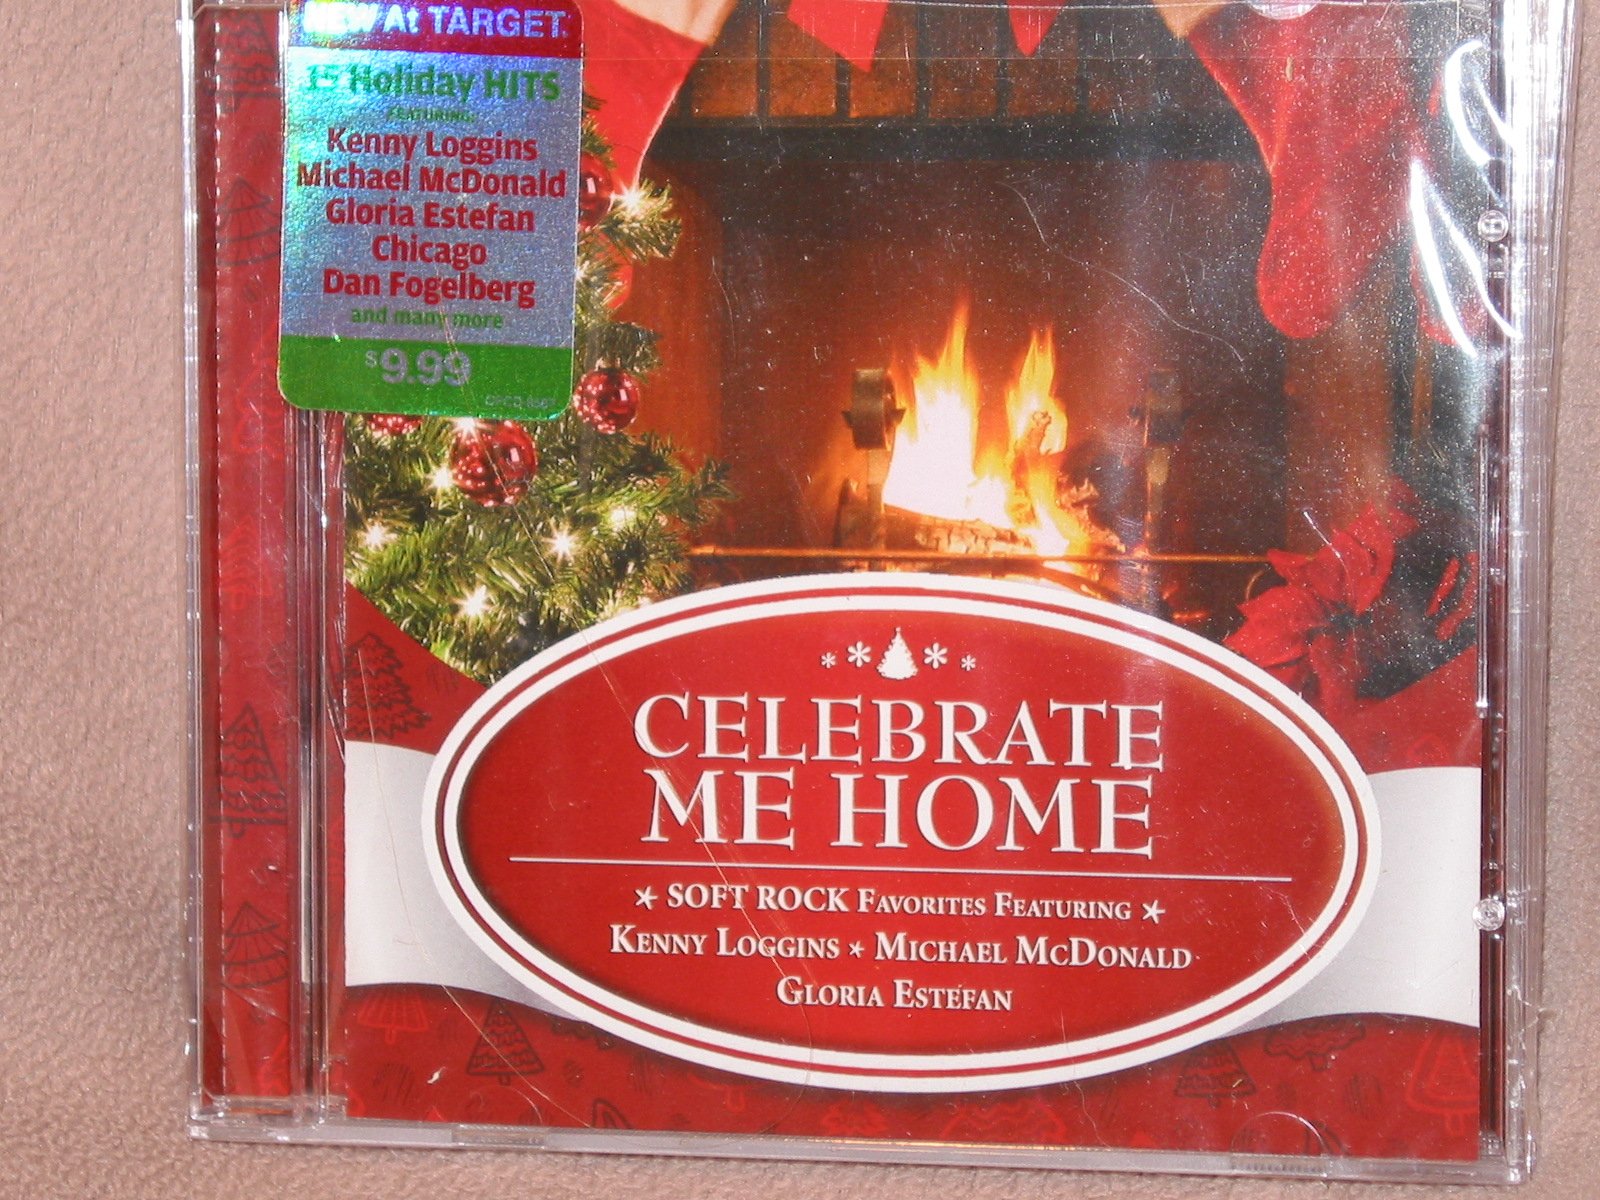 NEW At TARGET
15 Holiday HITS
FEATURING:
Kenny Loggins
Michael McDonald
Gloria Estefan
Chicago
Dan Fogelberg
and many more
$9.99
CELEBRATE
ME HOME
SOFT ROCK FAVORITES FEATURING
KENNY LOGGINS * MICHAEL MCDONALD
GLORIA ESTEFAN